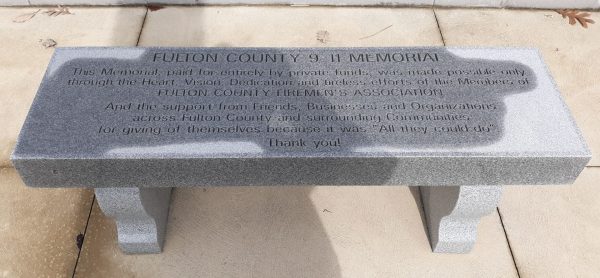 FULTON COUNTY 9 11 MEMORIAL
This Memorial, paid for entirely by private funds, was made possible only
through the Heart, Vision, Dedication and tireless efforts of the Members of
FULTON COUNTY FIREMEN'S ASSOCIATION
And the support from Friends, Businesses and Organizations
across Fulton County and surrounding Communities,
for giving of themselves because it was "All they could do"
Thank you!